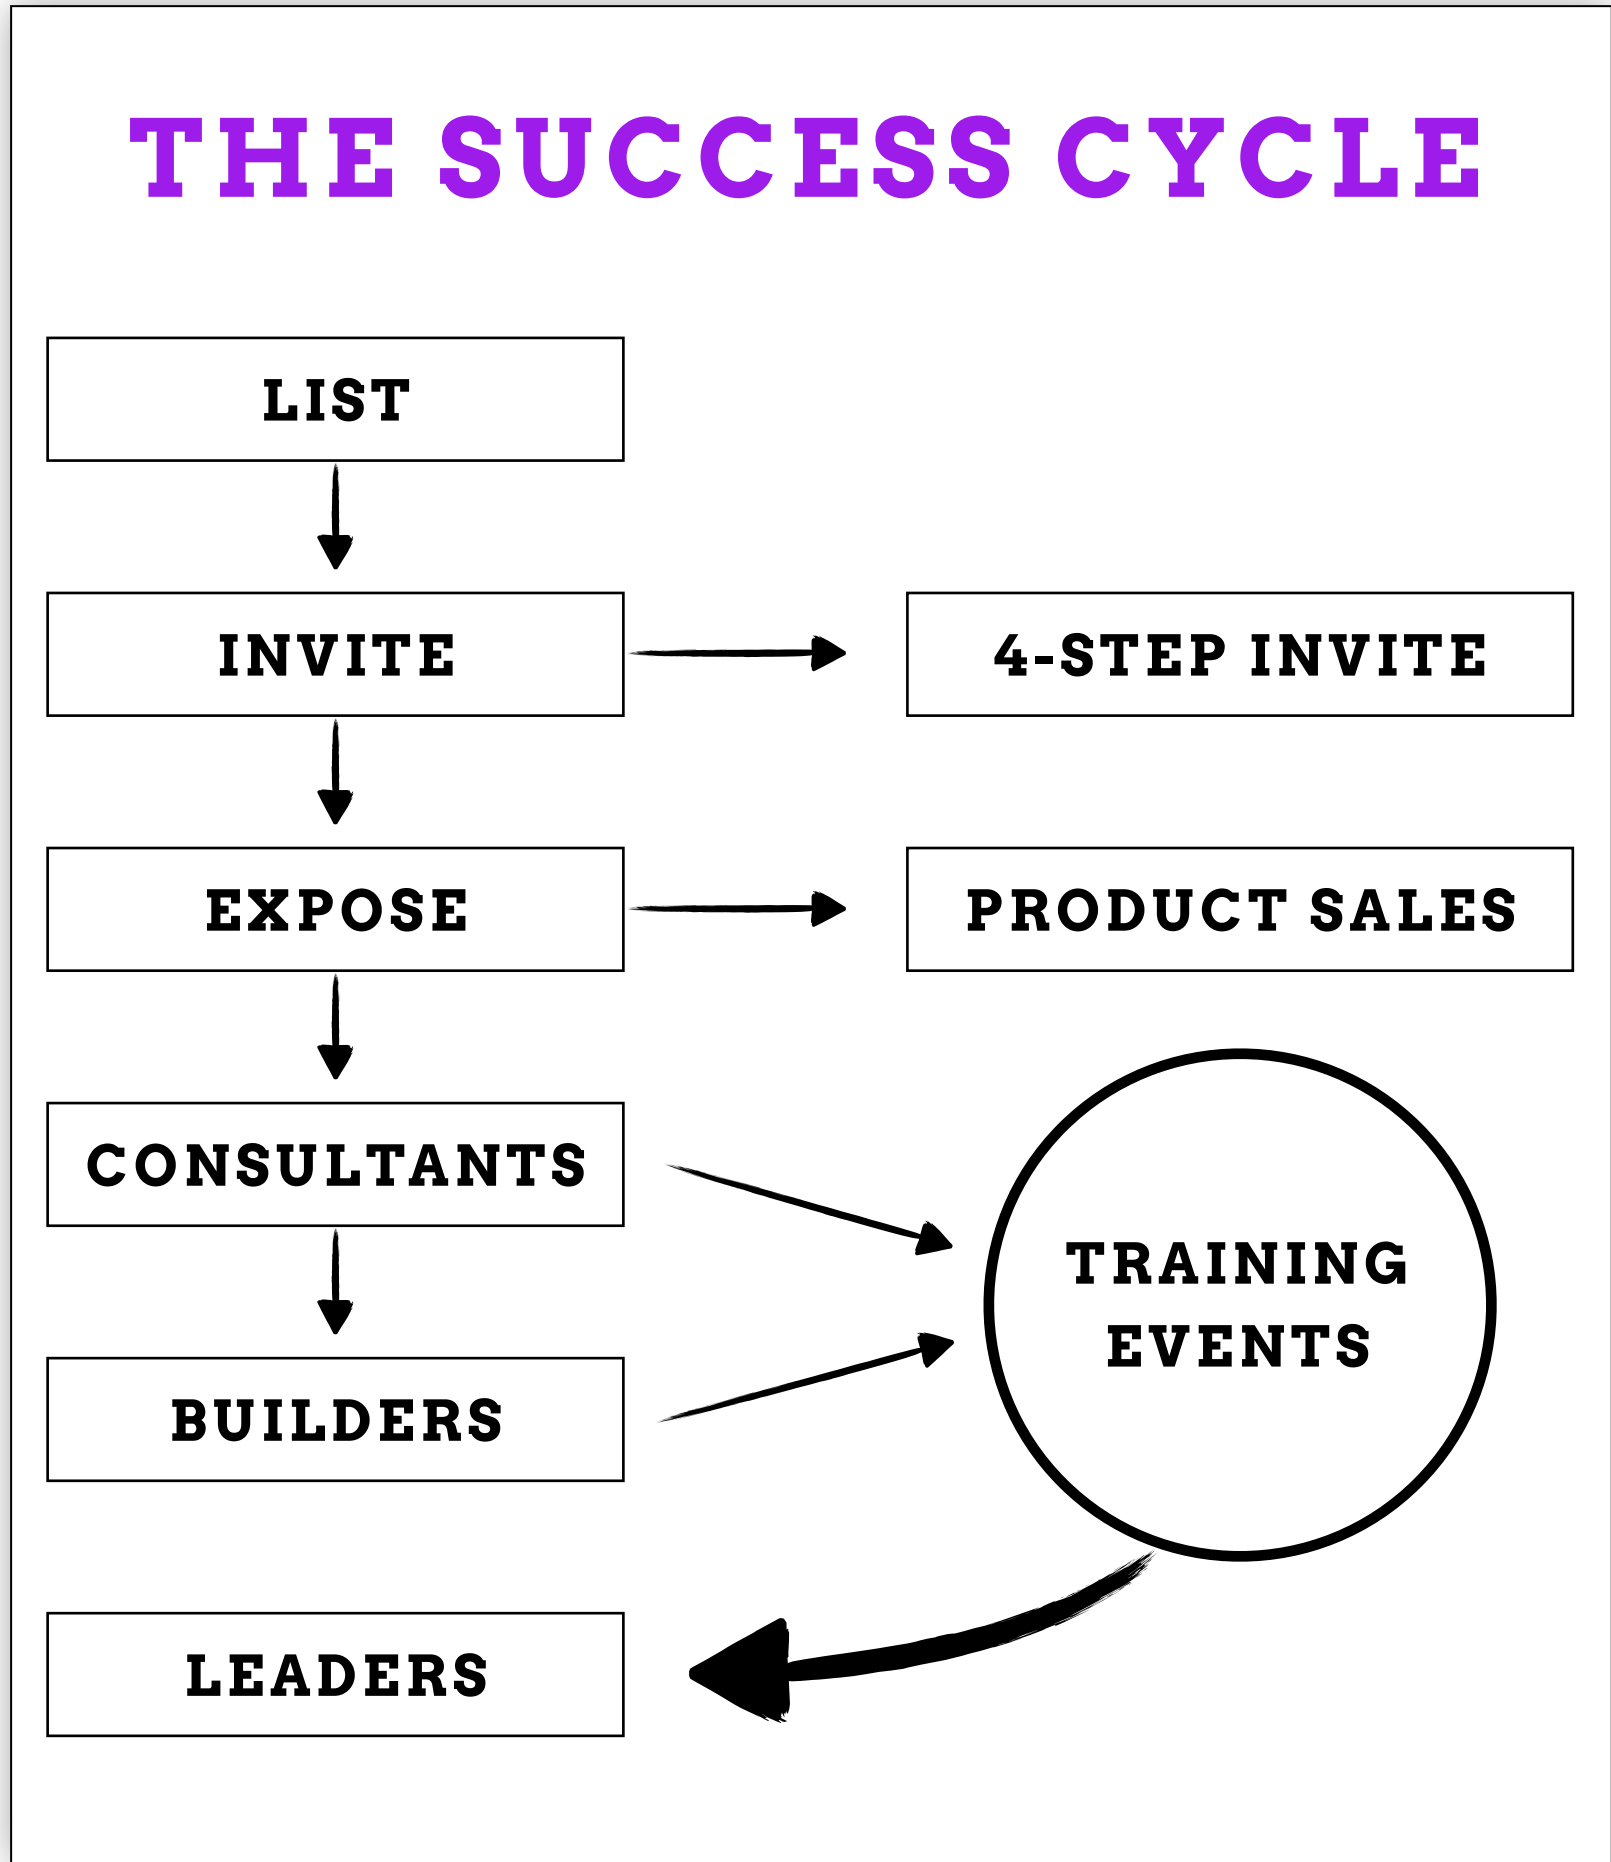 THE SUCCESS CYCLE
LIST
INVITE
4-STEP INVITE
EXPOSE
PRODUCT SALES
CONSULTANTS
TRAINING
EVENTS
BUILDERS
LEADERS